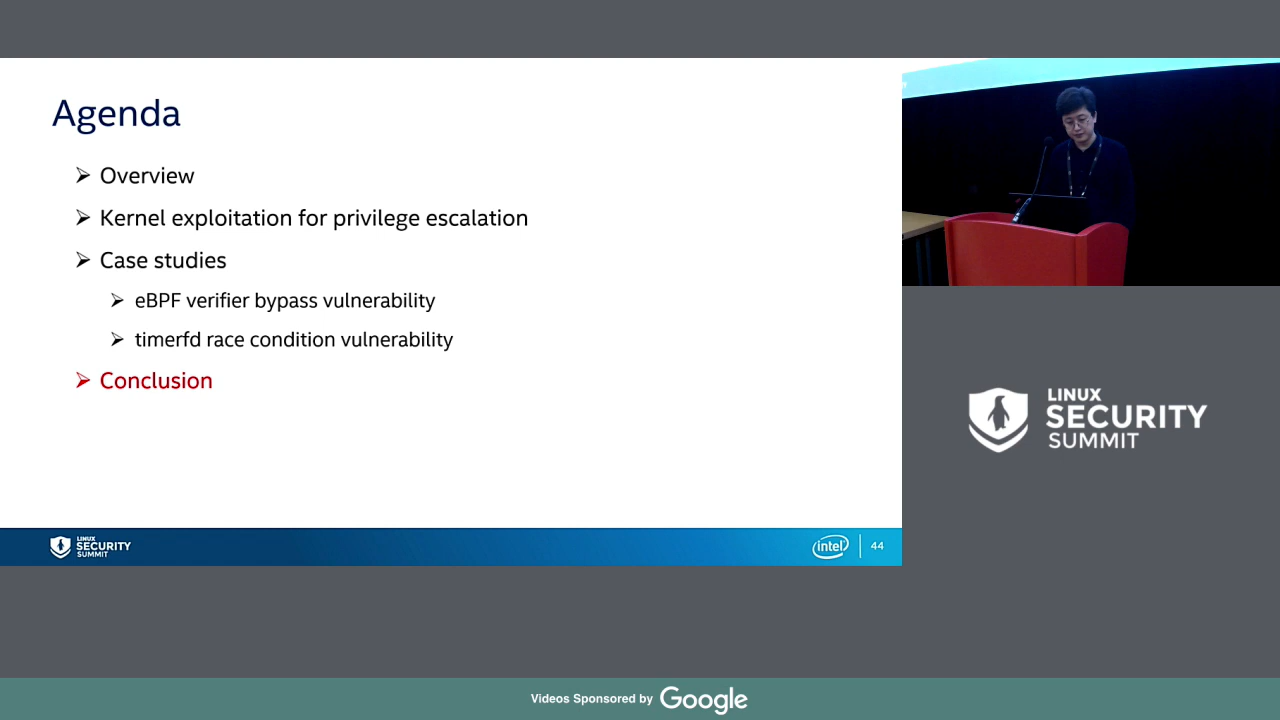 Agenda
Overview
Kernel exploitation for privilege escalation
Case studies
eBPF verifier bypass vulnerability
timerfd race condition vulnerability
Conclusion
LINUX
SECURITY
SUMMIT
intel
44
LINUX
SECURITY
SUMMIT
Videos Sponsored by Google